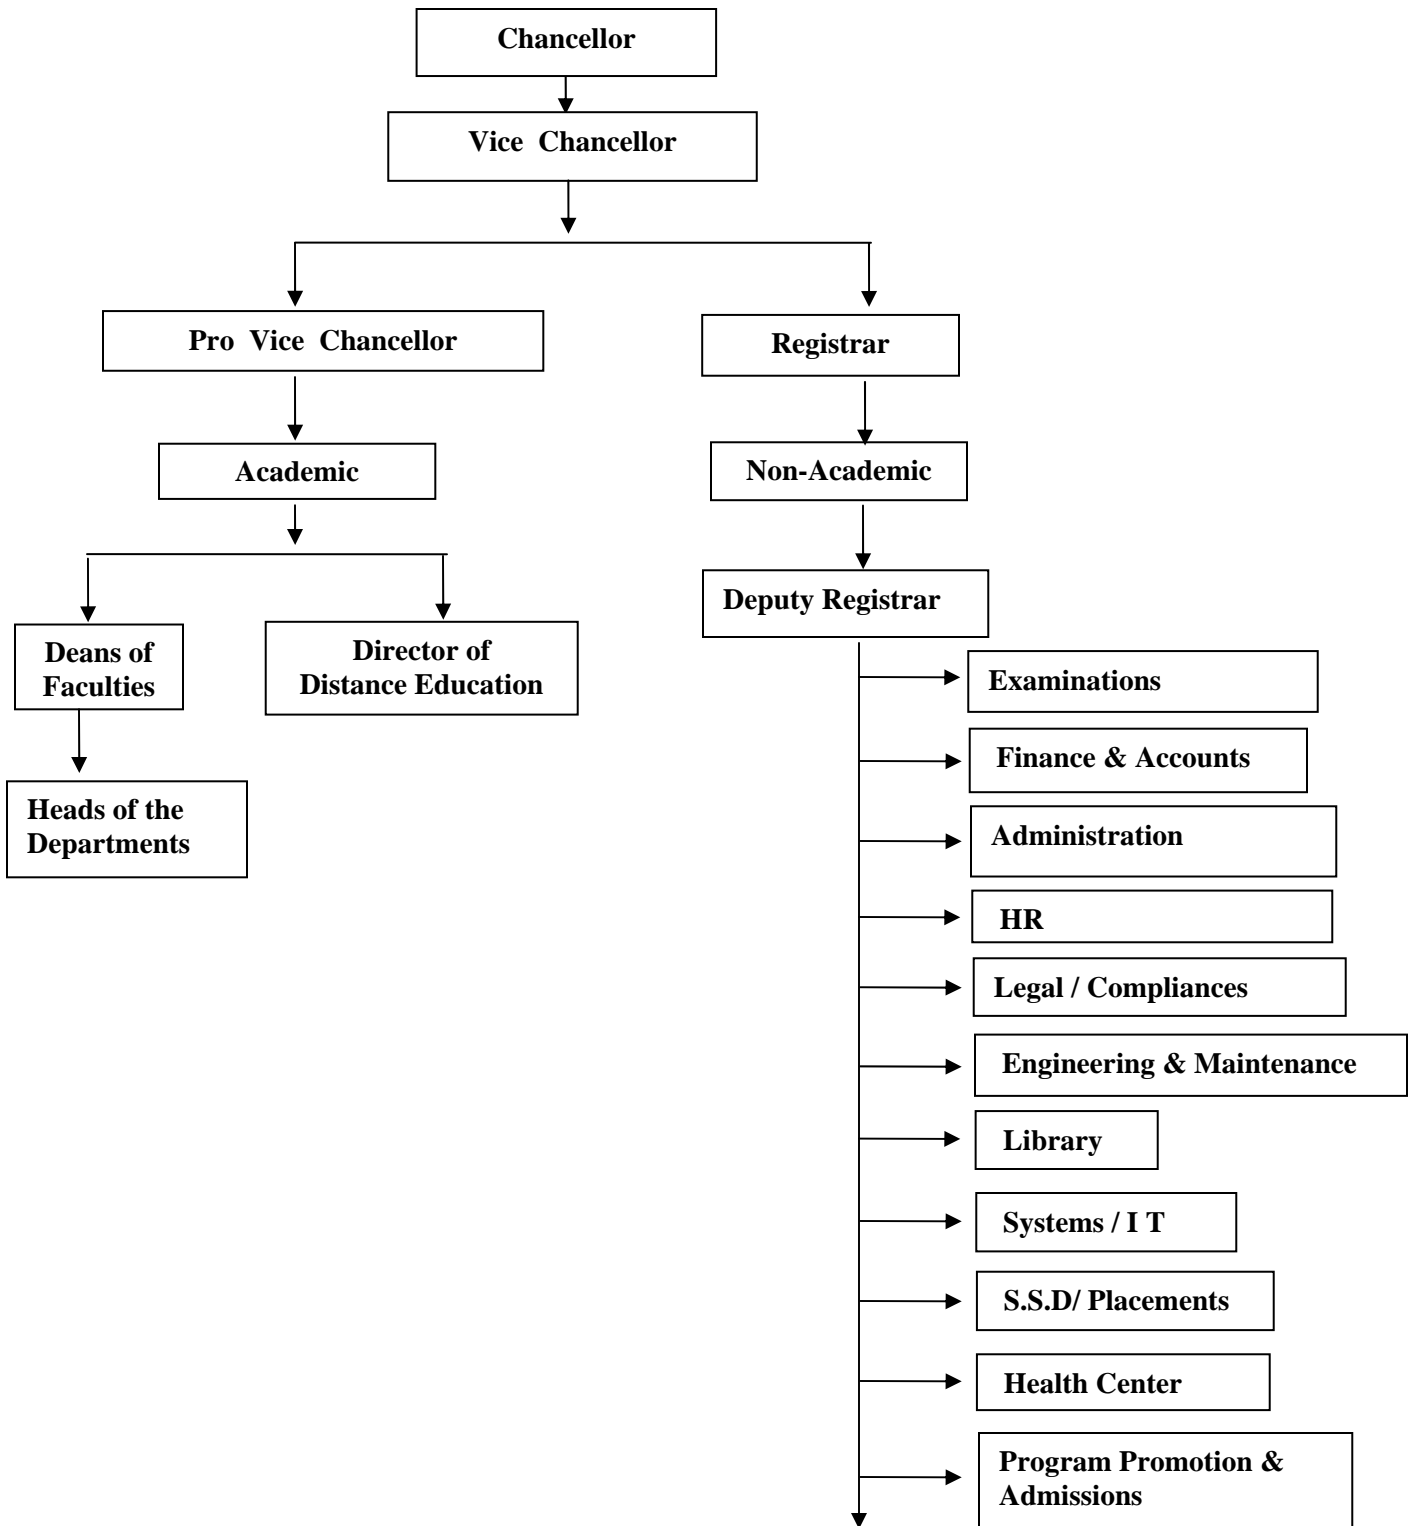 Chancellor
Vice Chancellor
Pro Vice Chancellor
Registrar
Academic
Non-Academic
Deputy Registrar
Deans of
Faculties
Director of
Distance Education
Heads of the
Departments
Examinations
Finance & Accounts
Administration
HR
Legal / Compliances
Engineering & Maintenance
Library
Systems / I T
S.S.D/ Placements
Health Center
Program Promotion &
Admissions